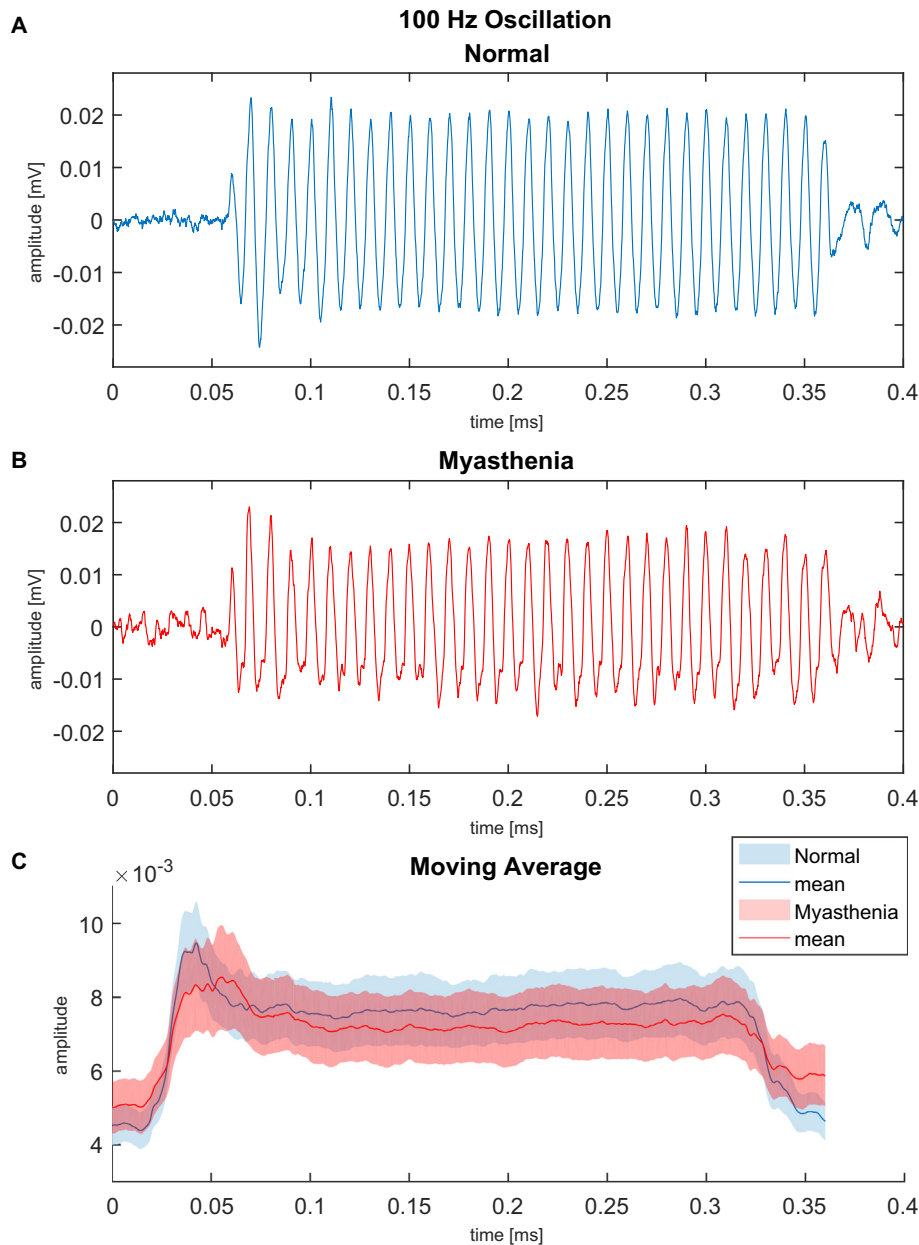 A
100 Hz Oscillation
Normal
amplitude [mV]
0.02
0.01
0
-0.01
-0.02
0 0.05 0.1 0.15 0.2 0.25 0.3 0.35 0.4
time [ms]
B
Myasthenia
amplitude [mV]
0.02
0.01
0
-0.01
-0.02
0 0.05 0.1 0.15 0.2 0.25 0.3 0.35 0.4
time [ms]
C
Moving Average
× 10⁻³
Normal
mean
Myasthenia
mean
amplitude
10
8
6
4
0 0.05 0.1 0.15 0.2 0.25 0.3 0.35 0.4
time [ms]